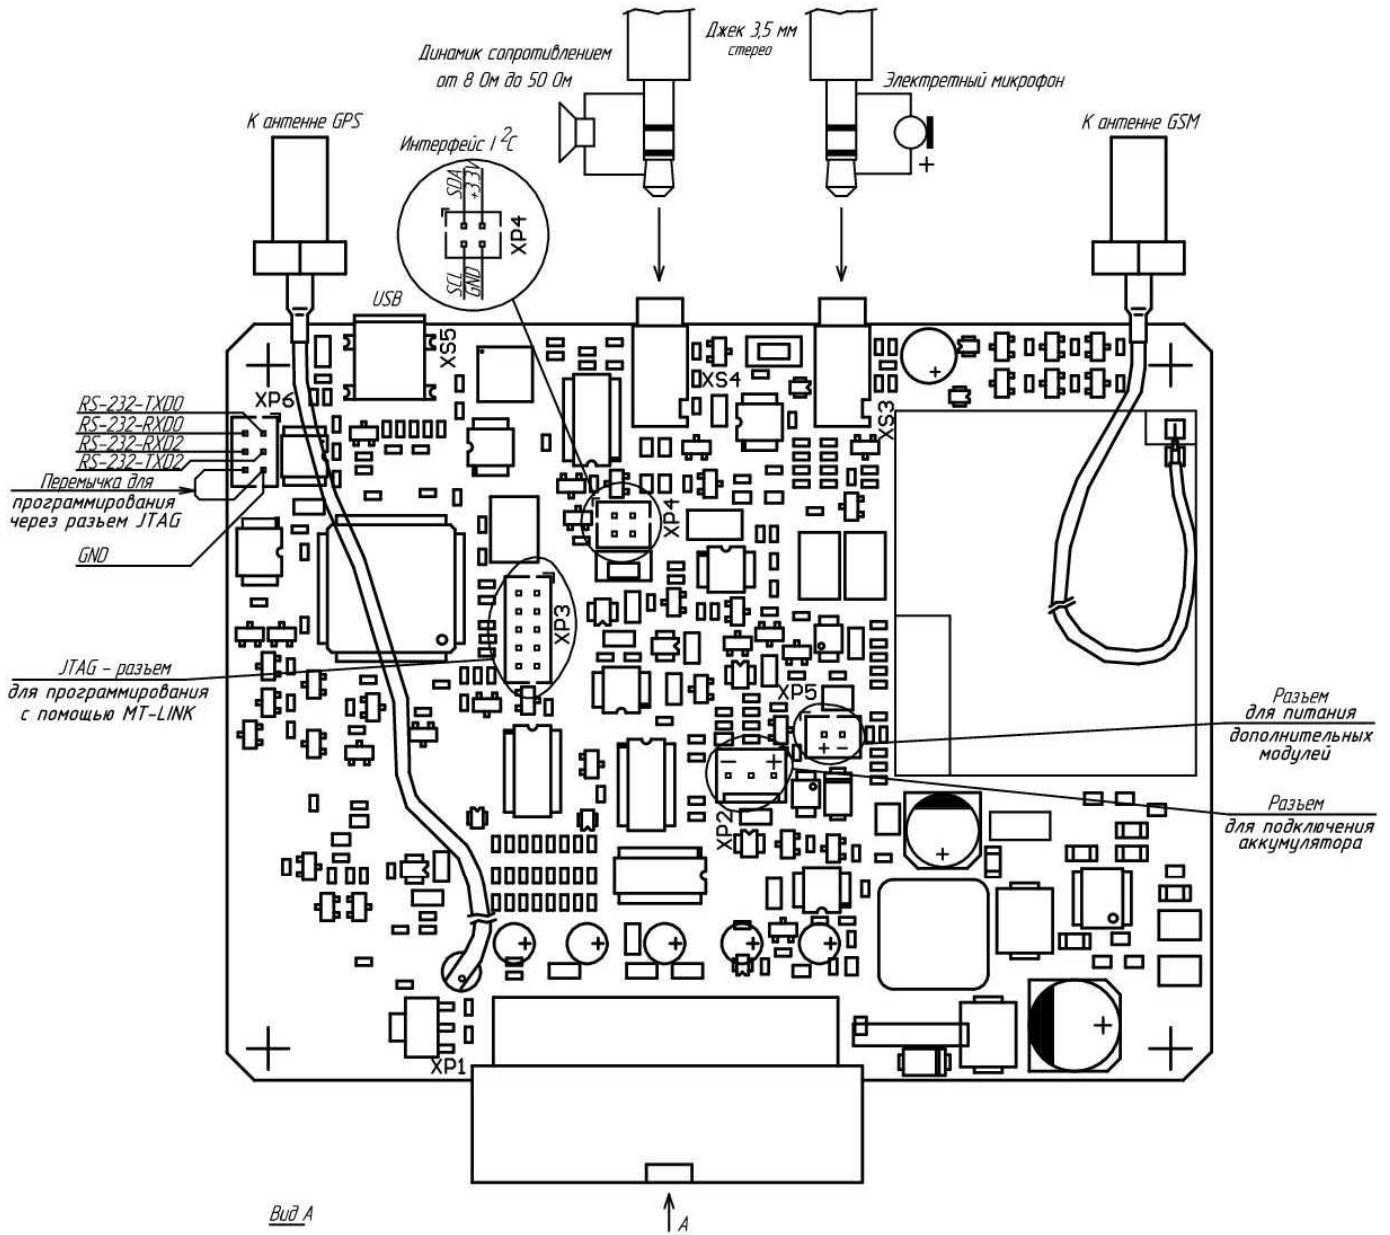 Динамик сопротивлением
от 8 Ом до 50 Ом
Джек 3,5 мм
стерео
Электретный микрофон
К антенне GPS
К антенне GSM
Интерфейс I²C
SDA
+3.3V
XP4
SCL
GND
USB
XS5
XS4
XS3
XP6
RS-232-TXD0
RS-232-RXD0
RS-232-RXD2
RS-232-TXD2
Перемычка для
программирования
через разъем JTAG
GND
XP4
XP3
JTAG - разъем
для программирования
с помощью MT-LINK
XP5
+ -
Разъем
для питания
дополнительных
модулей
- +
XP2
Разъем
для подключения
аккумулятора
XP1
Вид А
А